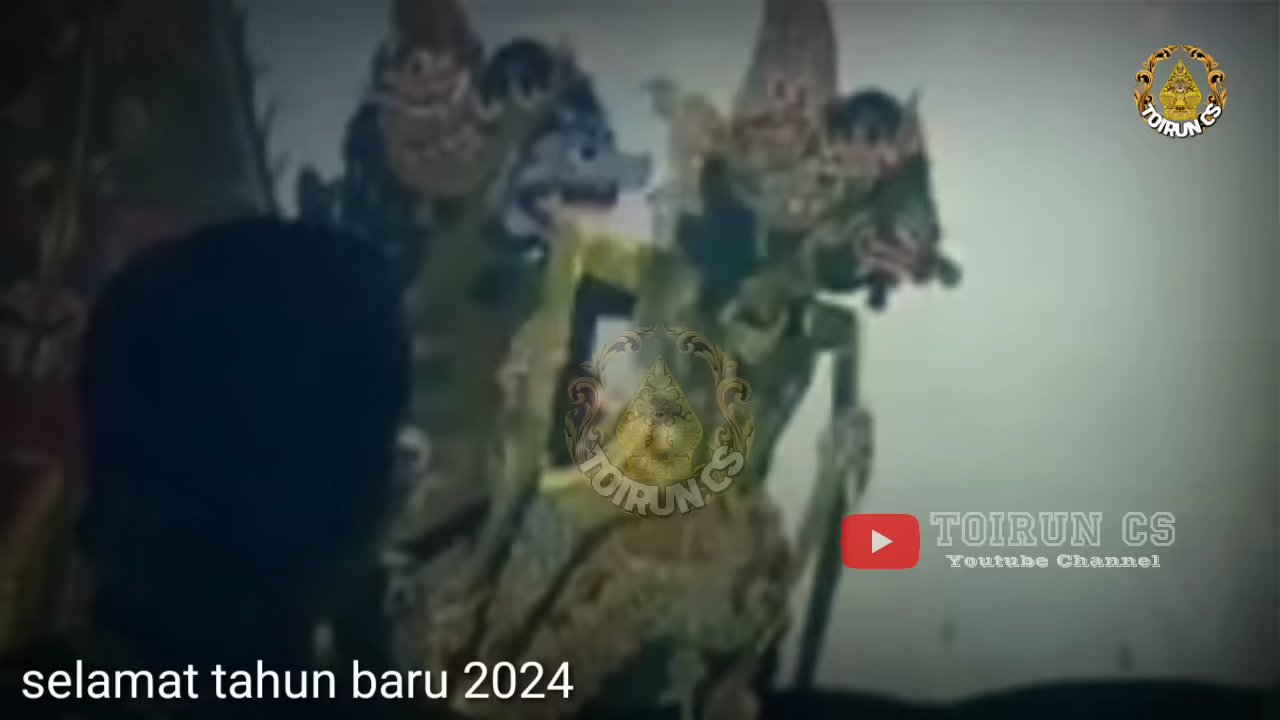 TOIRUN.CS
TOIRUN.CS
TOIRUN CS
Youtube Channel
selamat tahun baru 2024